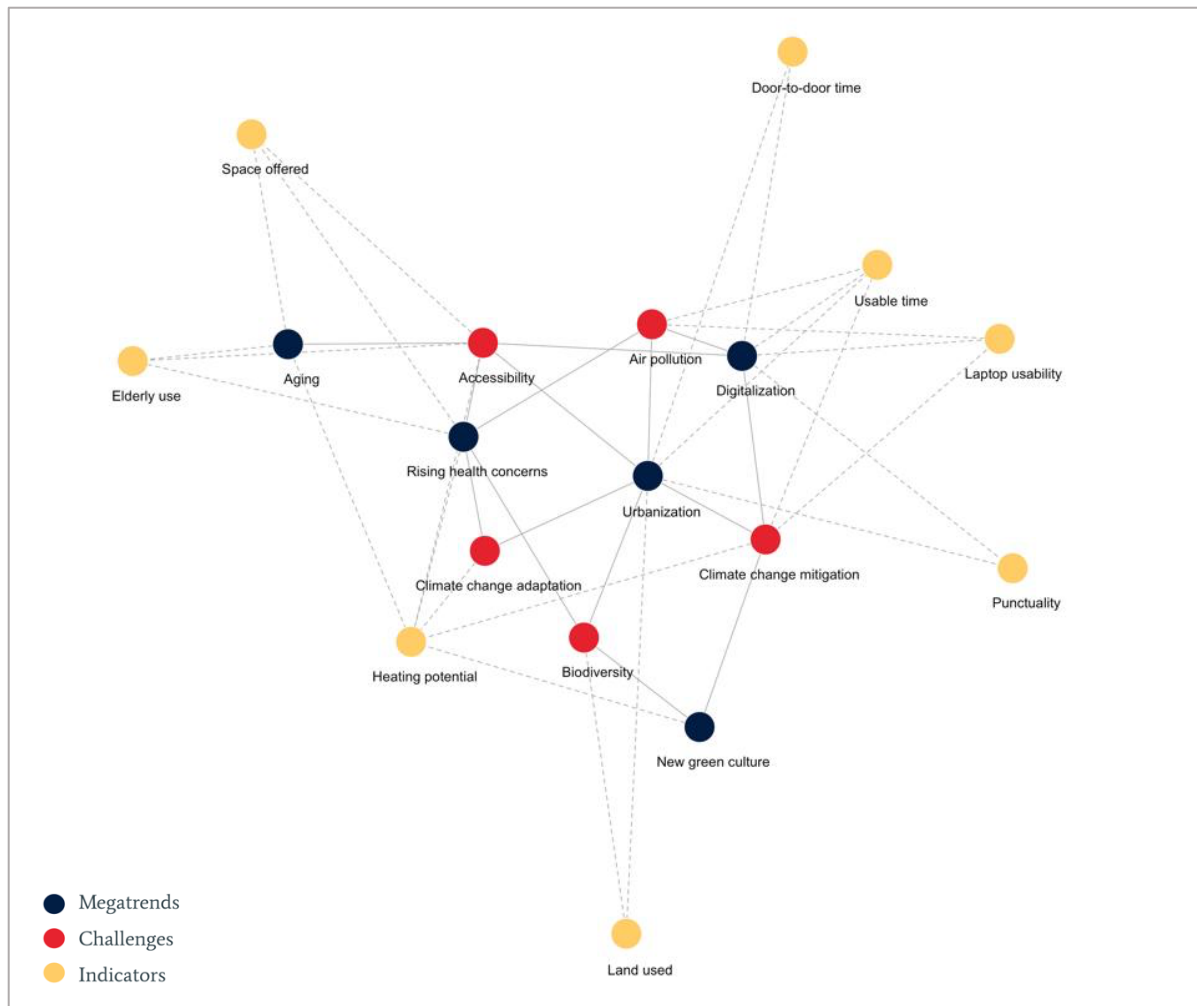 Door-to-door time
Space offered
Usable time
Air pollution
Laptop usability
Aging
Accessibility
Digitalization
Elderly use
Rising health concerns
Urbanization
Climate change adaptation
Climate change mitigation
Punctuality
Heating potential
Biodiversity
New green culture
Megatrends
Challenges
Land used
Indicators